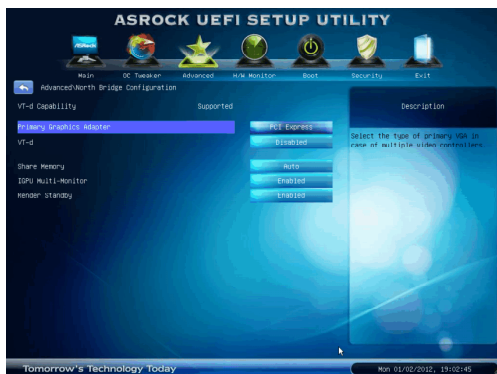 ASROCK UEFI SETUP UTILITY
ASRock
Main OC Tweaker Advanced H/W Monitor Boot Security Exit
Advanced\North Bridge Configuration
Description
VT-d Capability Supported
Primary Graphics Adapter PCI Express
Select the type of primary VGA in
case of multiple video controllers.
VT-d Disabled
Share Memory Auto
IGPU Multi-Monitor Enabled
Render Standby Enabled
Tomorrow's Technology Today
Mon 01/02/2012, 19:02:45